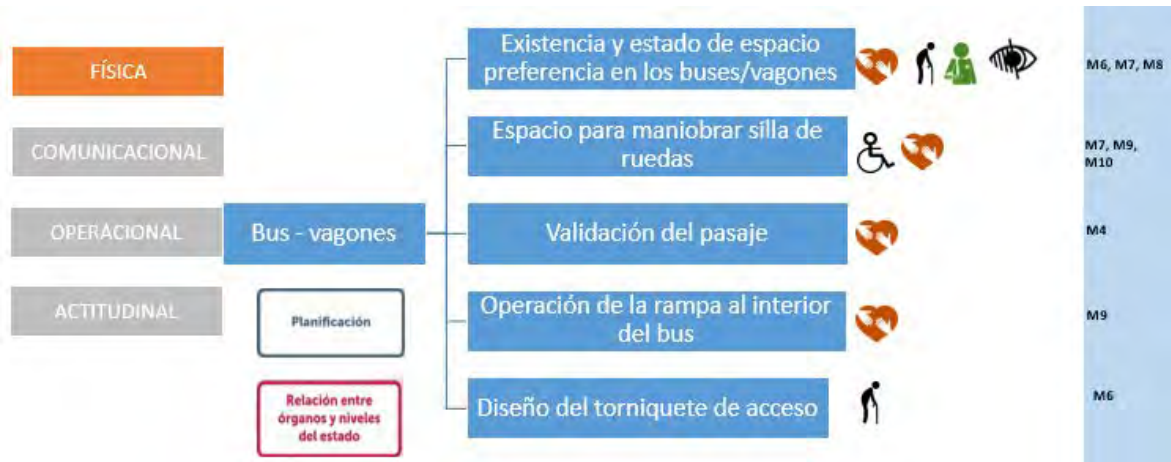 FÍSICA
COMUNICACIONAL
OPERACIONAL
ACTITUDINAL
Bus - vagones
Planificación
Relación entre
órganos y niveles
del estado
Existencia y estado de espacio
preferencia en los buses/vagones
M6, M7, M8
Espacio para maniobrar silla de
ruedas
M7, M9,
M10
Validación del pasaje
M4
Operación de la rampa al interior
del bus
M9
Diseño del torniquete de acceso
M6